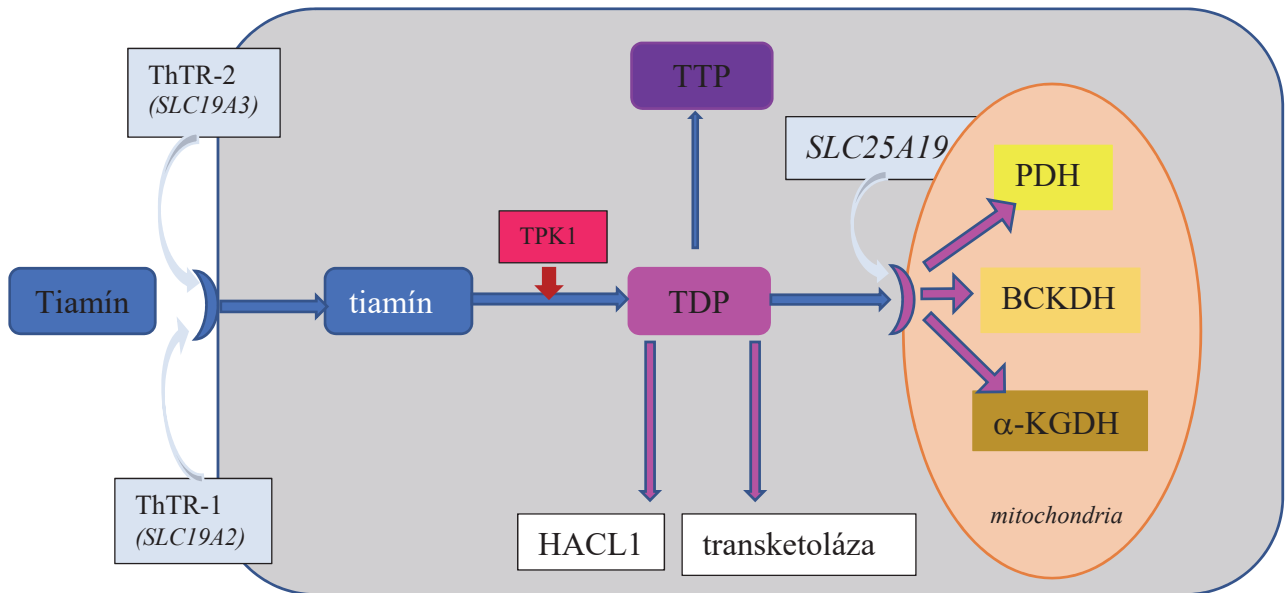 ThTR-2
(SLC19A3)
TTP
SLC25A19
PDH
TPK1
Tiamín
tiamín
TDP
BCKDH
α-KGDH
ThTR-1
(SLC19A2)
mitochondria
HACL1
transketoláza